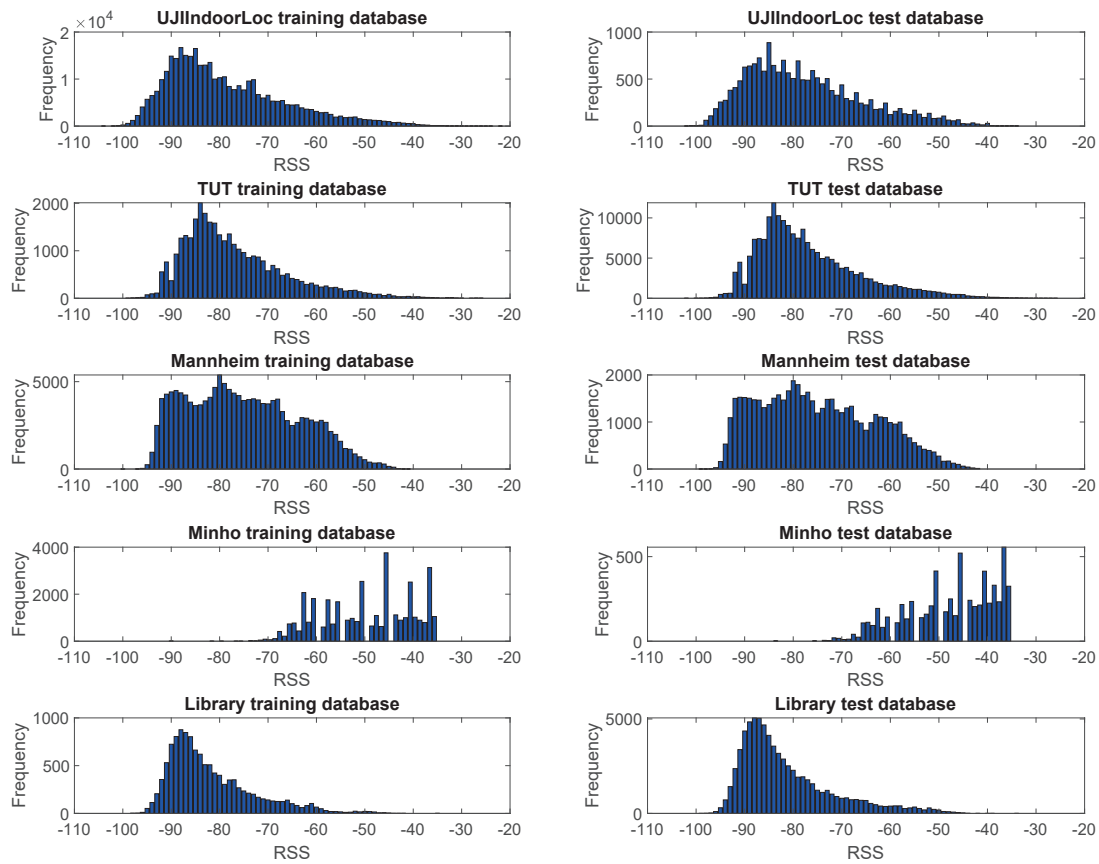 UJIIndoorLoc training database
×10⁴
2
1
0
Frequency
-110 -100 -90 -80 -70 -60 -50 -40 -30 -20
RSS
UJIIndoorLoc test database
1000
500
0
Frequency
-110 -100 -90 -80 -70 -60 -50 -40 -30 -20
RSS
TUT training database
2000
1000
0
Frequency
-110 -100 -90 -80 -70 -60 -50 -40 -30 -20
RSS
TUT test database
10000
5000
0
Frequency
-110 -100 -90 -80 -70 -60 -50 -40 -30 -20
RSS
Mannheim training database
5000
0
Frequency
-110 -100 -90 -80 -70 -60 -50 -40 -30 -20
RSS
Mannheim test database
2000
1000
0
Frequency
-110 -100 -90 -80 -70 -60 -50 -40 -30 -20
RSS
Minho training database
4000
2000
0
Frequency
-110 -100 -90 -80 -70 -60 -50 -40 -30 -20
RSS
Minho test database
500
0
Frequency
-110 -100 -90 -80 -70 -60 -50 -40 -30 -20
RSS
Library training database
1000
500
0
Frequency
-110 -100 -90 -80 -70 -60 -50 -40 -30 -20
RSS
Library test database
5000
0
Frequency
-110 -100 -90 -80 -70 -60 -50 -40 -30 -20
RSS